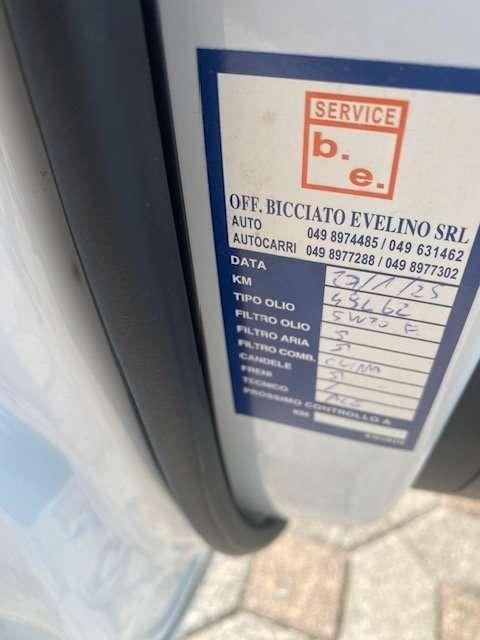 SERVICE
b.
e.
OFF. BICCIATO EVELINO SRL
AUTO 049 8974485 / 049 631462
AUTOCARRI 049 8977288 / 049 8977302
DATA
KM
TIPO OLIO 5W30
FILTRO OLIO
FILTRO ARIA
FILTRO COMB.
CANDELE
FRENI
TECNICO
PROSSIMO CONTROLLO A
KM